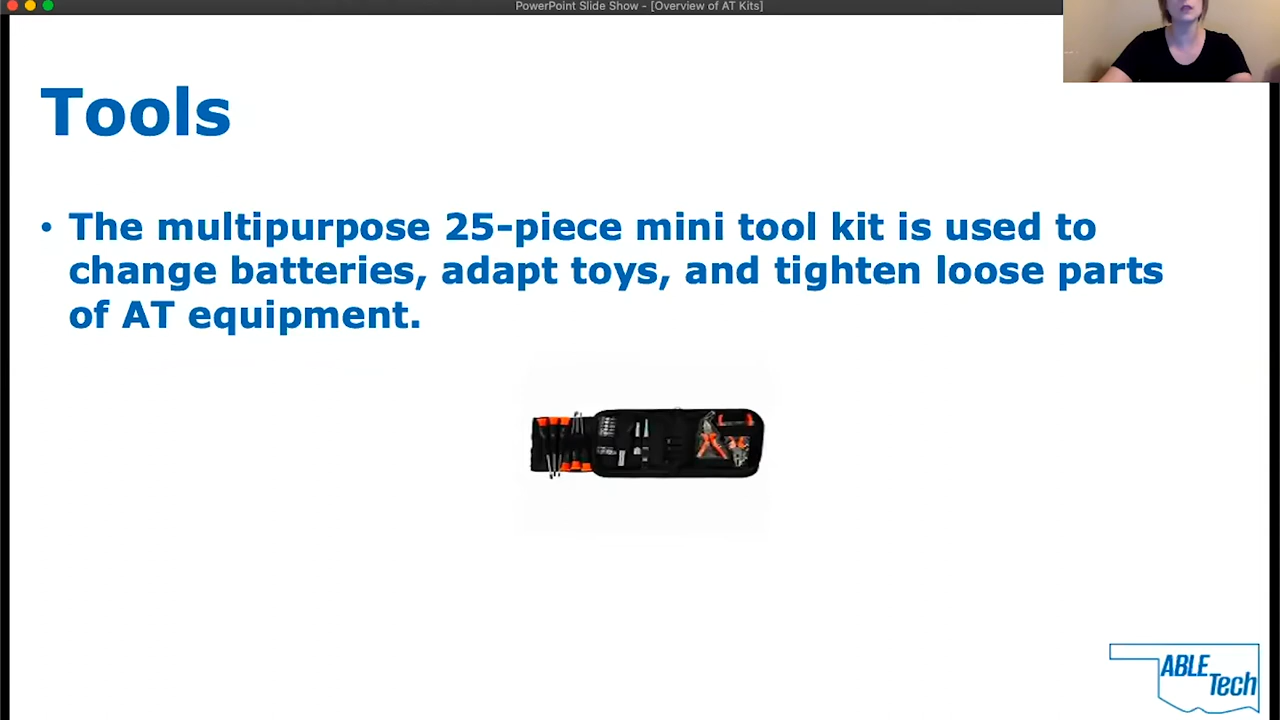 PowerPoint Slide Show - [Overview of AT Kits]
Tools
• The multipurpose 25-piece mini tool kit is used to
change batteries, adapt toys, and tighten loose parts
of AT equipment.
ABLE
Tech